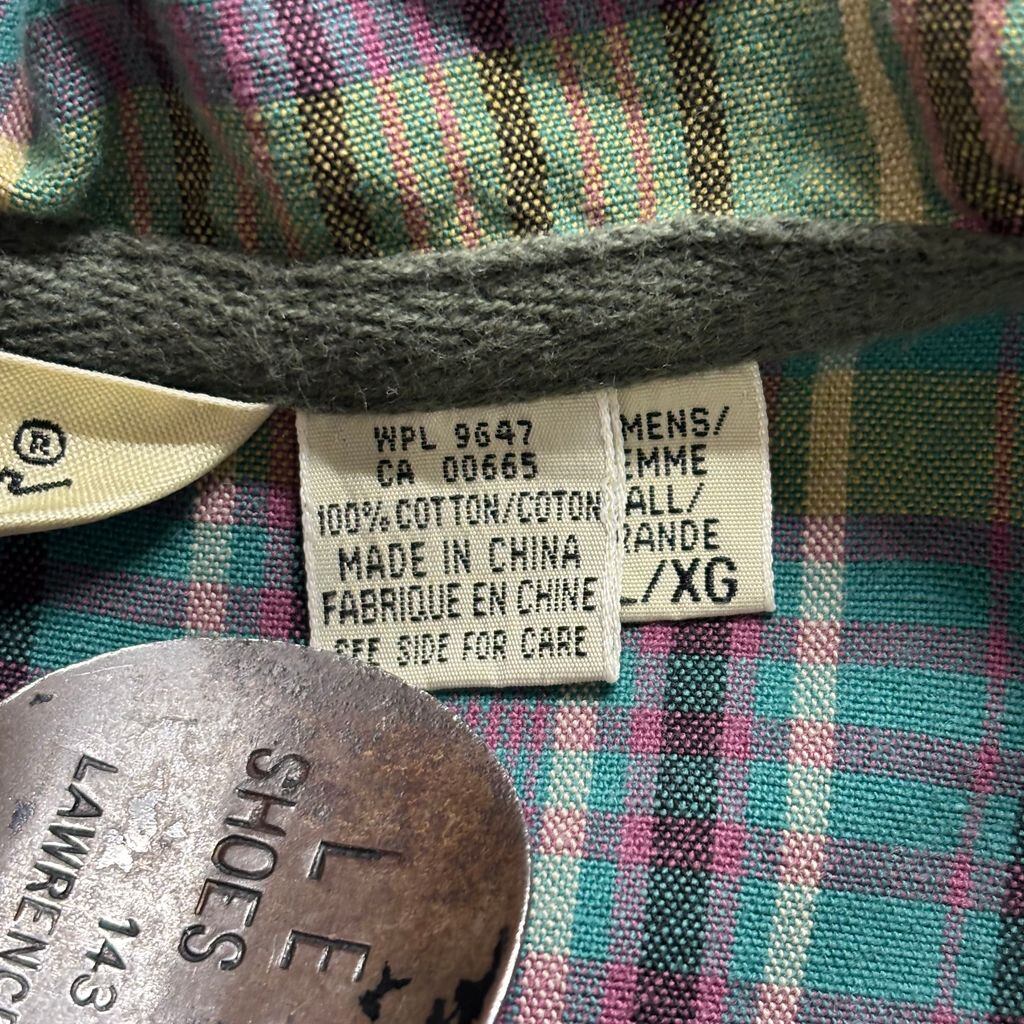 ®
WPL 9647
CA 00665
100% COTTON/COTON
MADE IN CHINA
FABRIQUE EN CHINE
SEE SIDE FOR CARE
MENS/
EMME
ALL/
RANDE
L/XG
L E
SHOES
143
LAWRENC